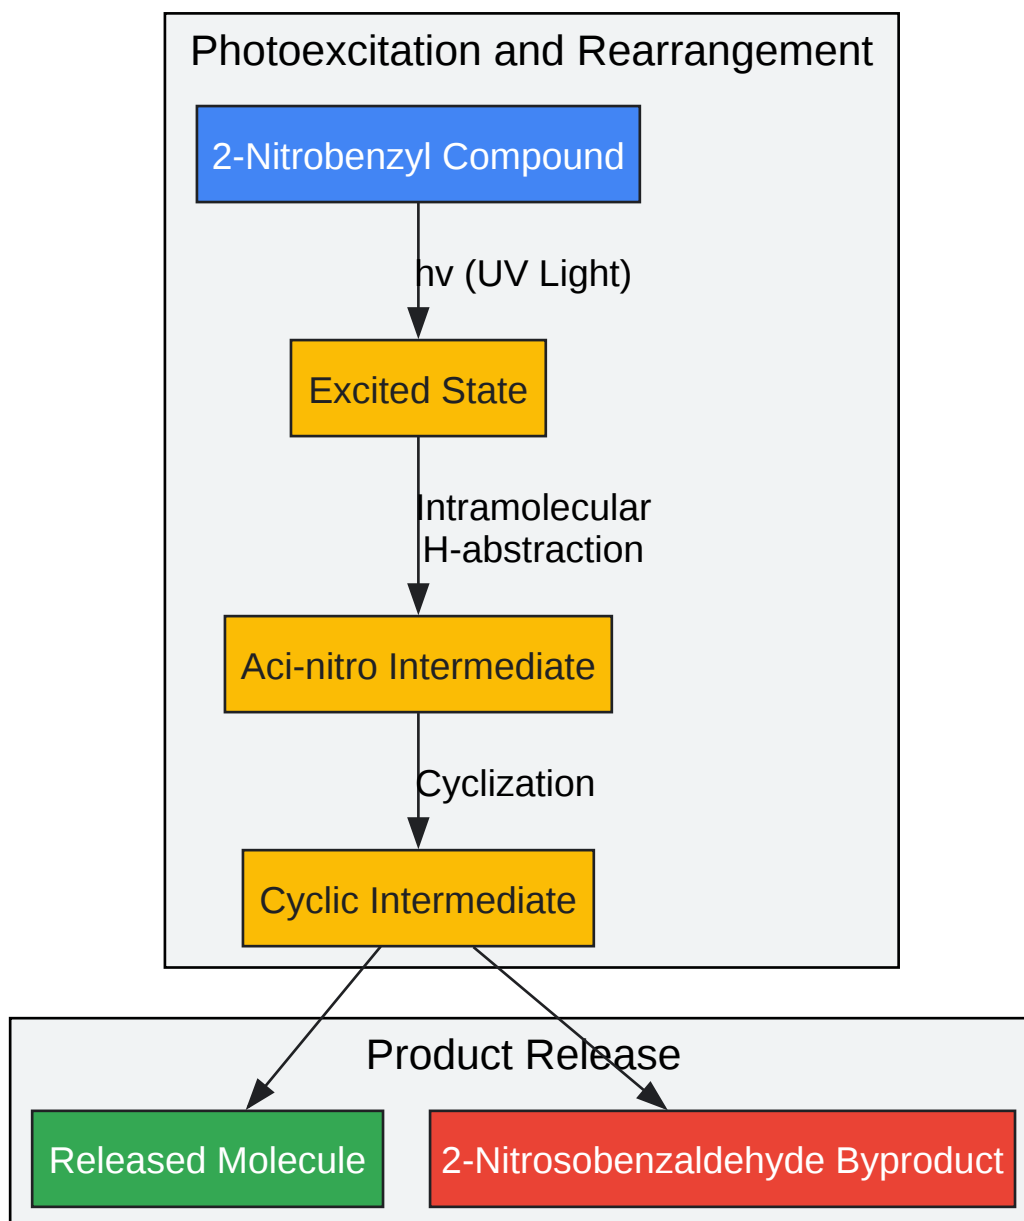 Photoexcitation and Rearrangement
2-Nitrobenzyl Compound
hv (UV Light)
Excited State
Intramolecular
H-abstraction
Aci-nitro Intermediate
Cyclization
Cyclic Intermediate
Product Release
Released Molecule
2-Nitrosobenzaldehyde Byproduct